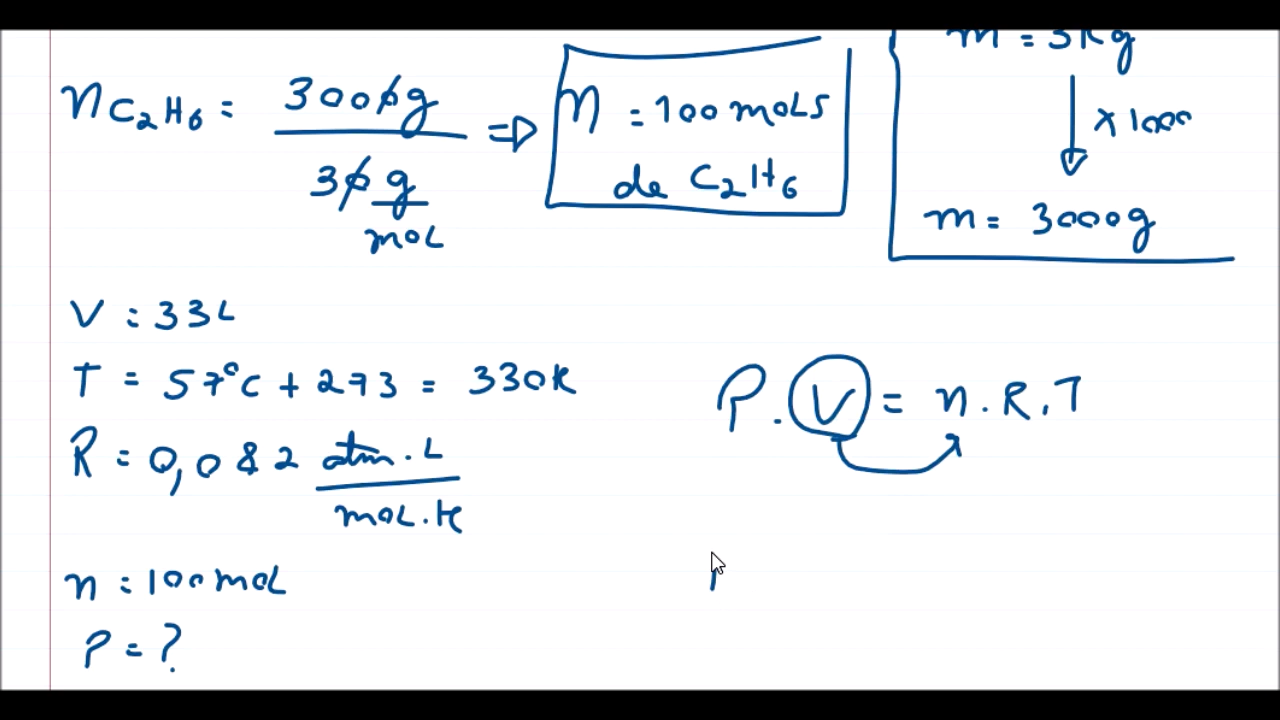 nC2H6 = 3000g / 30 g/moL ⇒ n = 100 moLS
de C2H6
m = 3Kg
× 1000
m = 3000g
V = 33L
T = 57°C + 273 = 330K
R = 0,082 atm.L / moL.K
n = 100 moL
P = ?
P.V = n.R.T